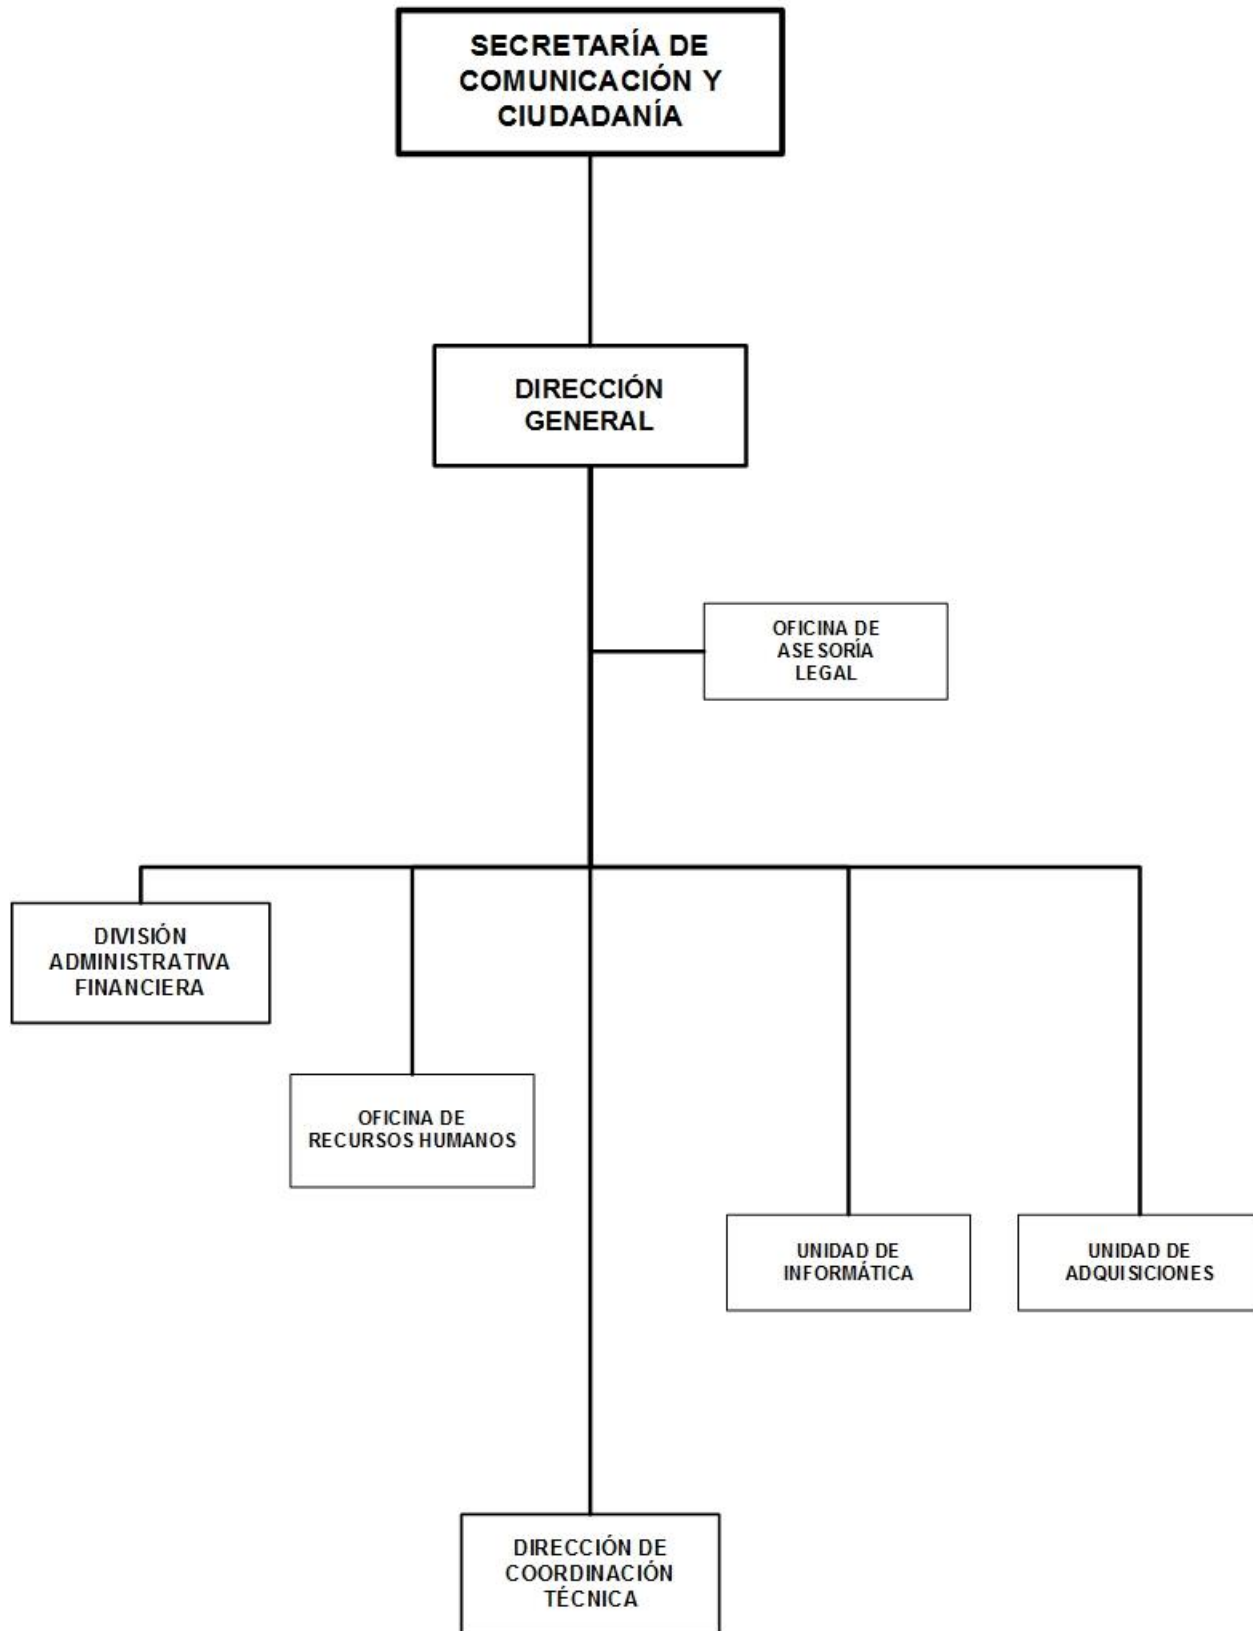 SECRETARÍA DE
COMUNICACIÓN Y
CIUDADANÍA
DIRECCIÓN
GENERAL
OFICINA DE
ASESORÍA
LEGAL
DIVISIÓN
ADMINISTRATIVA
FINANCIERA
OFICINA DE
RECURSOS HUMANOS
UNIDAD DE
INFORMÁTICA
UNIDAD DE
ADQUISICIONES
DIRECCIÓN DE
COORDINACIÓN
TÉCNICA